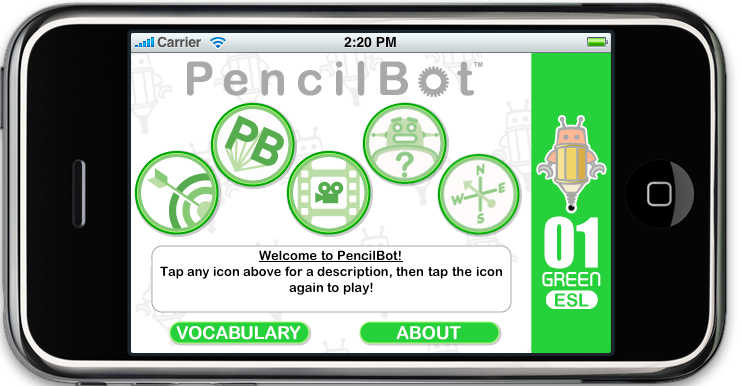 Carrier
2:20 PM
PencilBot™
PB
?
N
W E
S
Welcome to PencilBot!
Tap any icon above for a description, then tap the icon
again to play!
VOCABULARY
ABOUT
01
GREEN
ESL